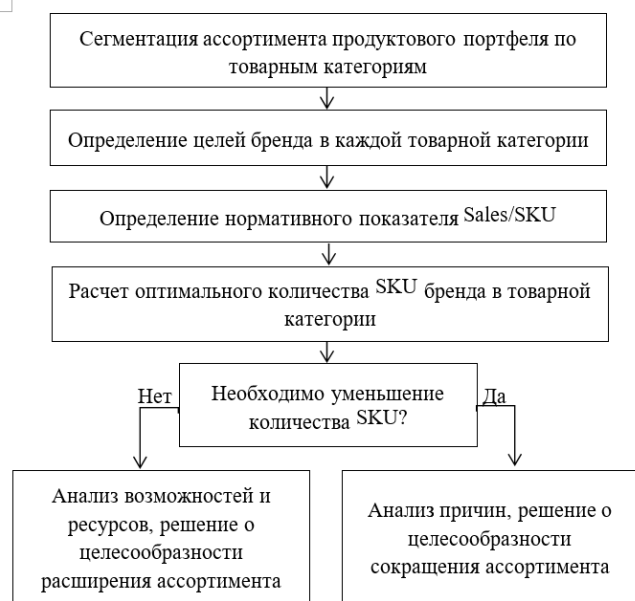 Сегментация ассортимента продуктового портфеля по
товарным категориям
Определение целей бренда в каждой товарной категории
Определение нормативного показателя Sales/SKU
Расчет оптимального количества SKU бренда в товарной
категории
Необходимо уменьшение
количества SKU?
Нет
Да
Анализ возможностей и
ресурсов, решение о
целесообразности
расширения ассортимента
Анализ причин, решение о
целесообразности
сокращения ассортимента